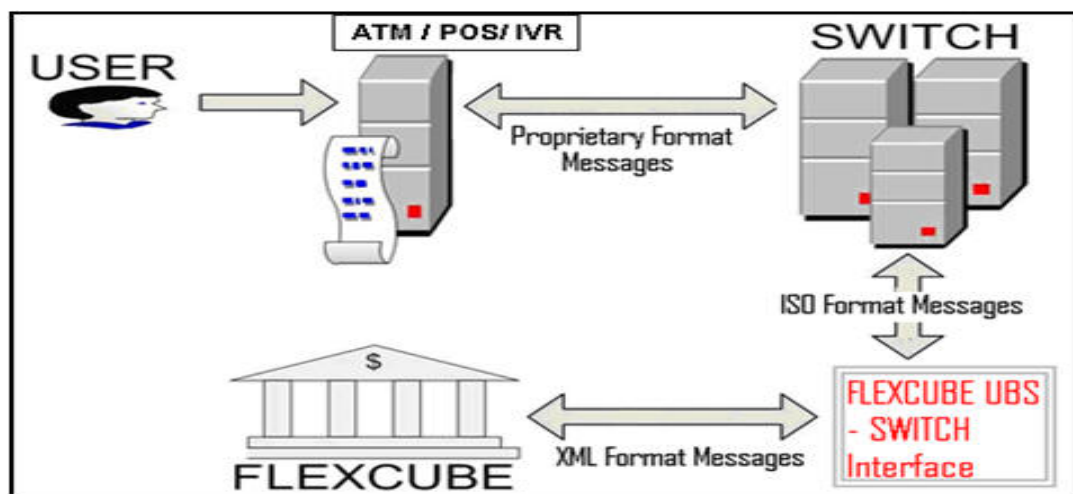 ATM / POS/ IVR
USER
SWITCH
Proprietary Format
Messages
ISO Format Messages
$
FLEXCUBE
XML Format Messages
FLEXCUBE UBS
- SWITCH
Interface